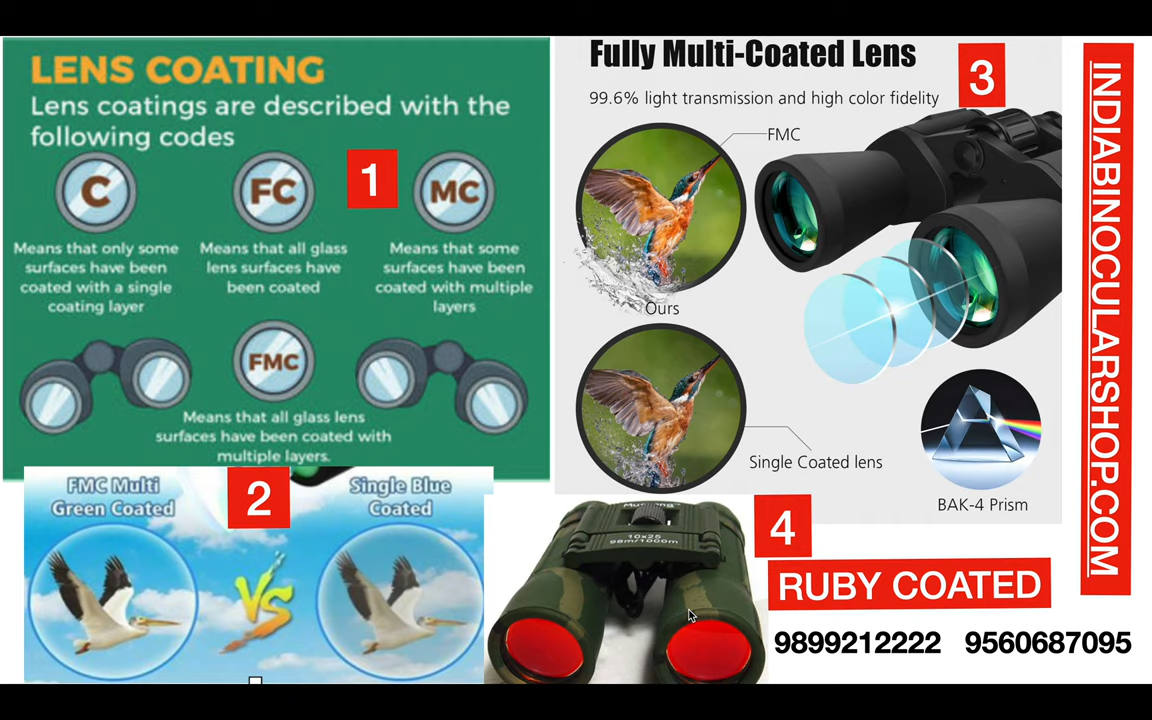 LENS COATING
Lens coatings are described with the
following codes
1
C
FC
MC
Means that only some
surfaces have been
coated with a single
coating layer
Means that all glass
lens surfaces have
been coated
Means that some
surfaces have been
coated with multiple
layers
FMC
Means that all glass lens
surfaces have been coated with
multiple layers.
2
FMC Multi
Green Coated
VS
Single Blue
Coated
Fully Multi-Coated Lens
3
99.6% light transmission and high color fidelity
FMC
Ours
Single Coated lens
BAK-4 Prism
4
10x25
98m/1000m
RUBY COATED
9899212222 9560687095
INDIABINOCULARSHOP.COM